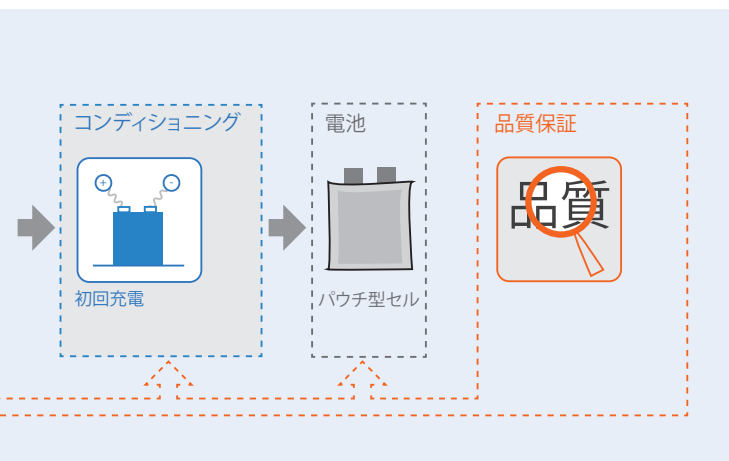 コンディショニング
+
-
初回充電
電池
パウチ型セル
品質保証
品質